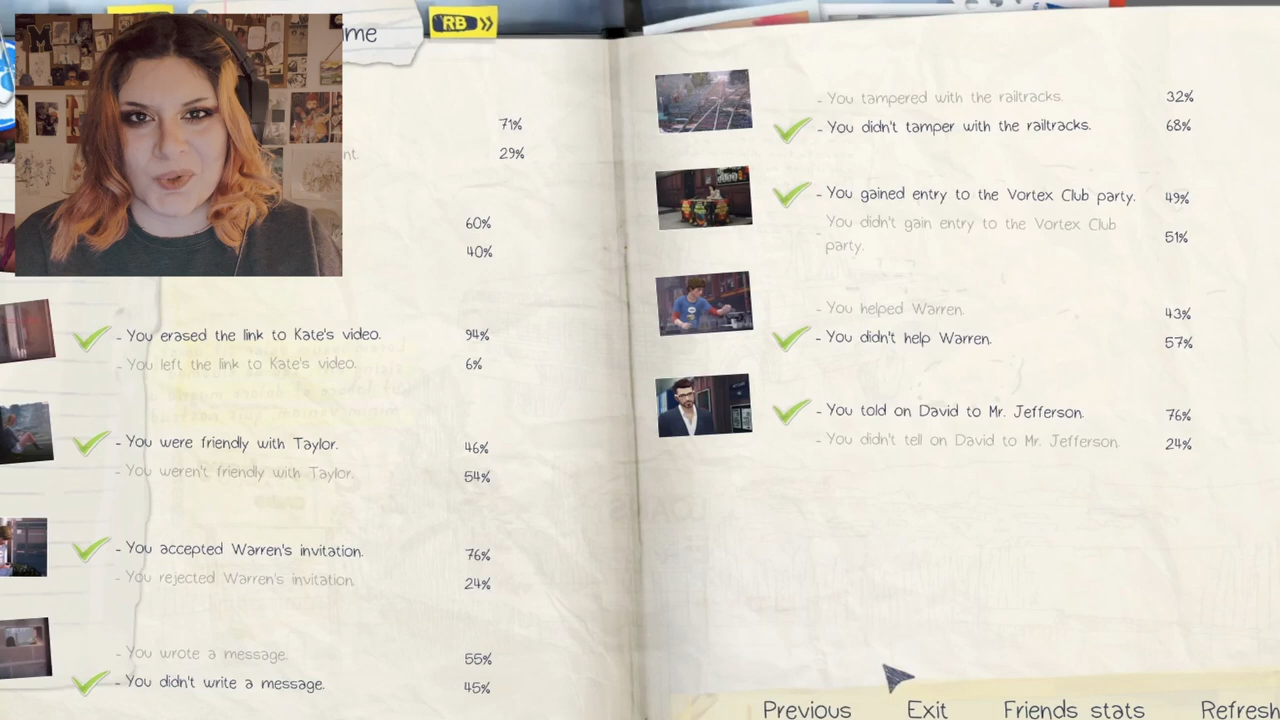 me
RB
71%
nt.
29%
60%
40%
- You erased the link to Kate's video.
94%
- You left the link to Kate's video.
6%
- You were friendly with Taylor.
46%
- You weren't friendly with Taylor.
54%
- You accepted Warren's invitation.
76%
- You rejected Warren's invitation.
24%
- You wrote a message.
55%
- You didn't write a message.
45%
- You tampered with the railtracks.
32%
- You didn't tamper with the railtracks.
68%
- You gained entry to the Vortex Club party.
49%
- You didn't gain entry to the Vortex Club
party.
51%
- You helped Warren.
43%
- You didn't help Warren.
57%
- You told on David to Mr. Jefferson.
76%
- You didn't tell on David to Mr. Jefferson.
24%
Previous
Exit
Friends stats
Refresh